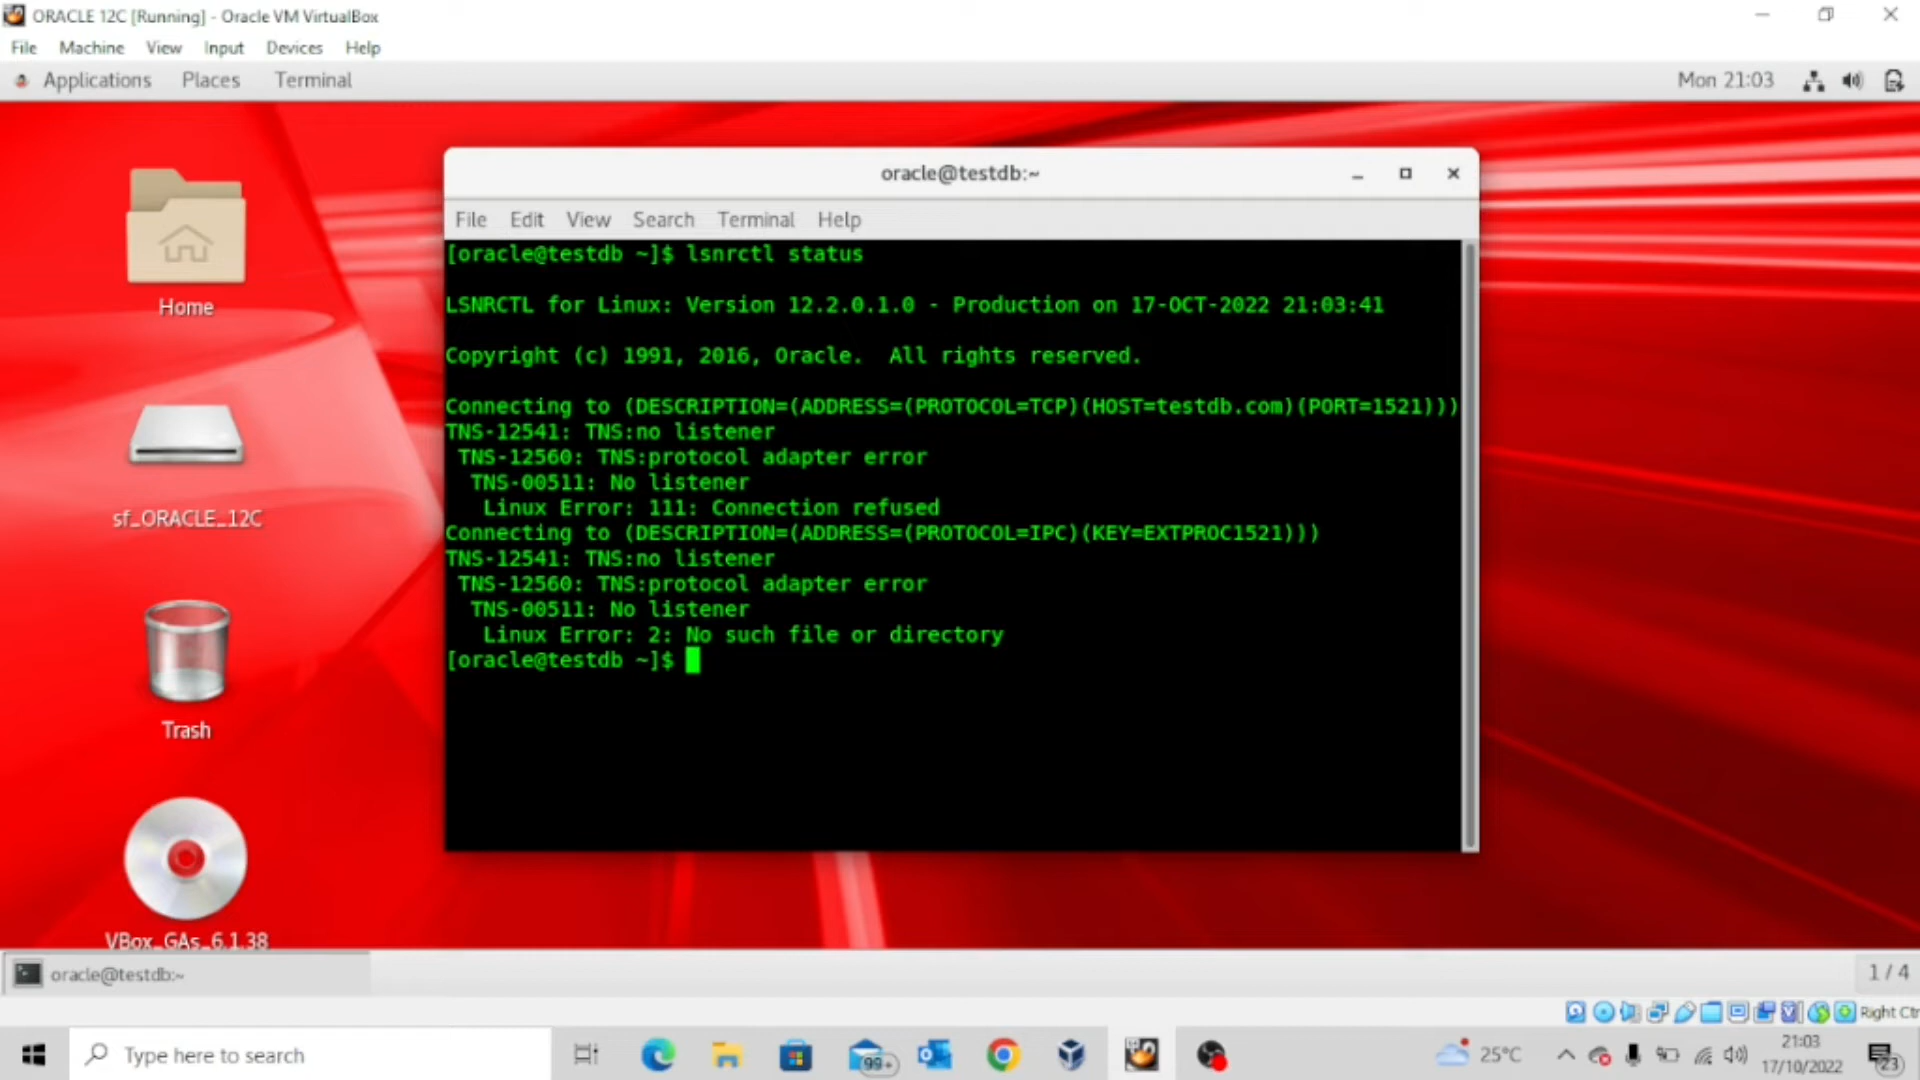 ORACLE 12C [Running] - Oracle VM VirtualBox
File Machine View Input Devices Help
Applications Places Terminal Mon 21:03
Home
sf_ORACLE_12C
Trash
VBox_GAs_6.1.38
oracle@testdb:~
File Edit View Search Terminal Help
[oracle@testdb ~]$ lsnrctl status
LSNRCTL for Linux: Version 12.2.0.1.0 - Production on 17-OCT-2022 21:03:41
Copyright (c) 1991, 2016, Oracle.  All rights reserved.
Connecting to (DESCRIPTION=(ADDRESS=(PROTOCOL=TCP)(HOST=testdb.com)(PORT=1521)))
TNS-12541: TNS:no listener
 TNS-12560: TNS:protocol adapter error
  TNS-00511: No listener
   Linux Error: 111: Connection refused
Connecting to (DESCRIPTION=(ADDRESS=(PROTOCOL=IPC)(KEY=EXTPROC1521)))
TNS-12541: TNS:no listener
 TNS-12560: TNS:protocol adapter error
  TNS-00511: No listener
   Linux Error: 2: No such file or directory
[oracle@testdb ~]$
oracle@testdb:~
1 / 4
Right Ctr
Type here to search
99+
25°C
21:03
17/10/2022
23